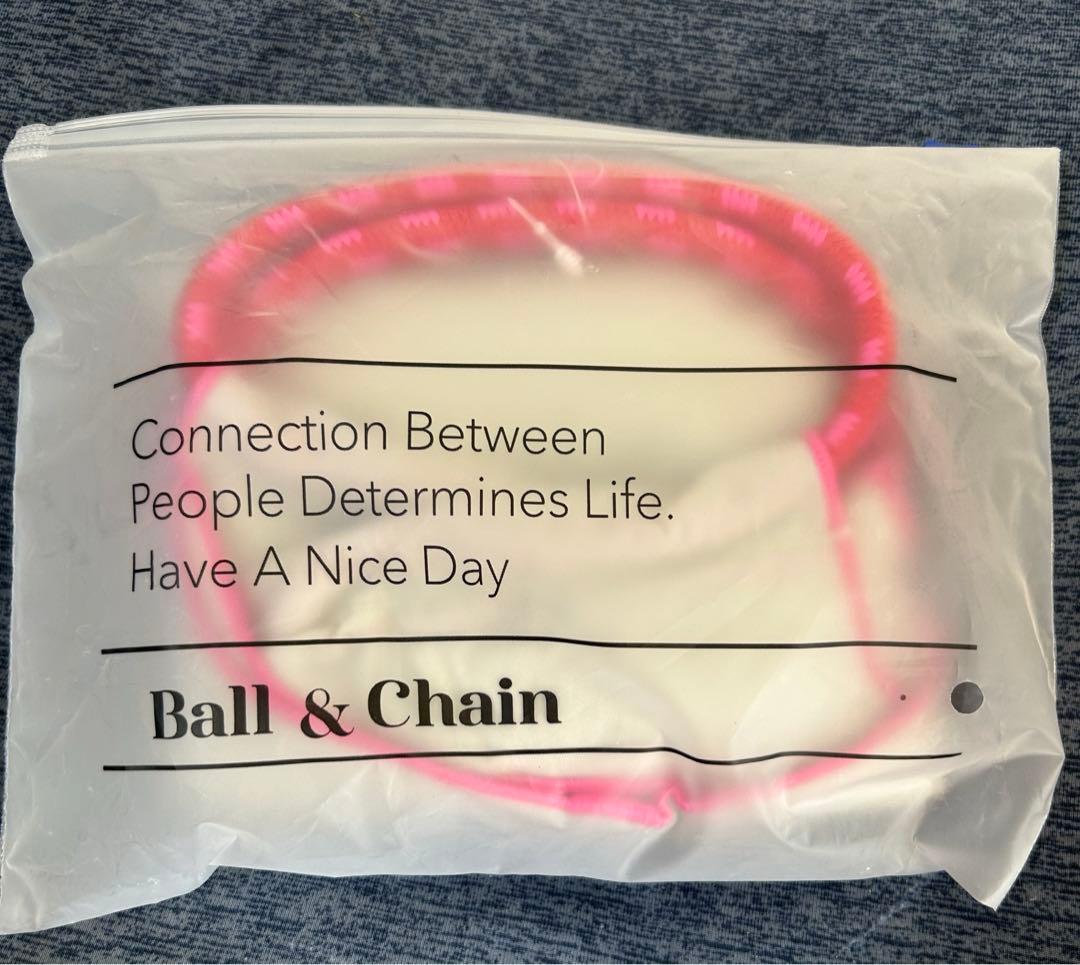 Connection Between
People Determines Life.
Have A Nice Day
Ball & Chain